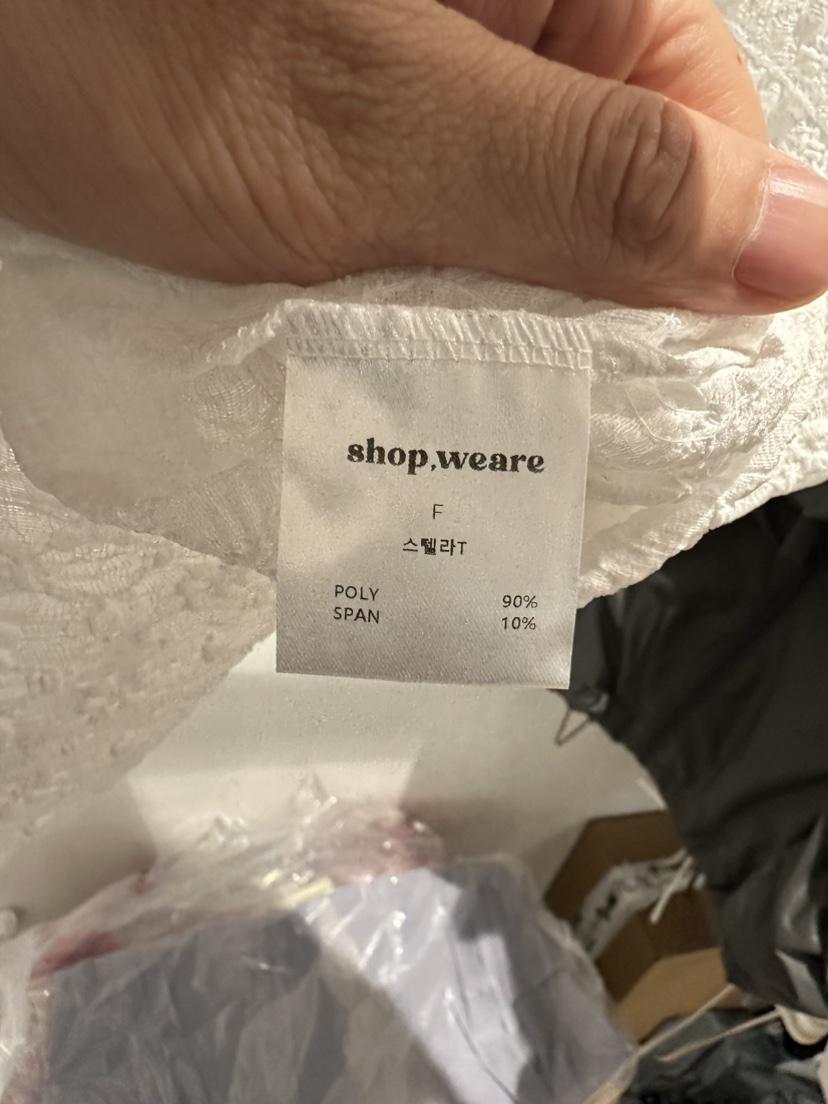 shop,weare
F
스텔라T
POLY 90%
SPAN 10%